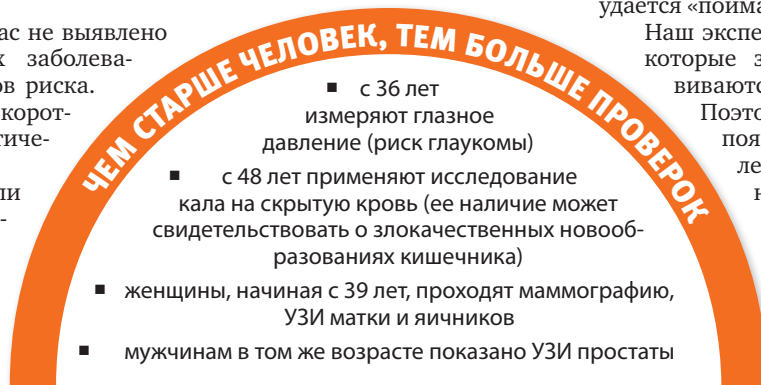 ас не выявлено
х заболева-
ов риска.
корот-
тиче-
ли
-
ЧЕМ СТАРШЕ ЧЕЛОВЕК, ТЕМ БОЛЬШЕ ПРОВЕРОК
▪ с 36 лет
измеряют глазное
давление (риск глаукомы)
▪ с 48 лет применяют исследование
кала на скрытую кровь (ее наличие может
свидетельствовать о злокачественных новооб-
разованиях кишечника)
▪ женщины, начиная с 39 лет, проходят маммографию,
УЗИ матки и яичников
▪ мужчинам в том же возрасте показано УЗИ простаты
удается «пойма
Наш экспе
которые з
виваютс
Поэто
поя
ле
н